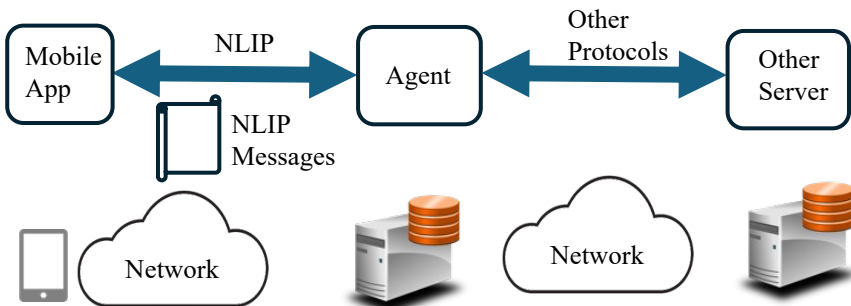 Mobile
App
NLIP
Agent
Other
Protocols
Other
Server
NLIP
Messages
Network
Network